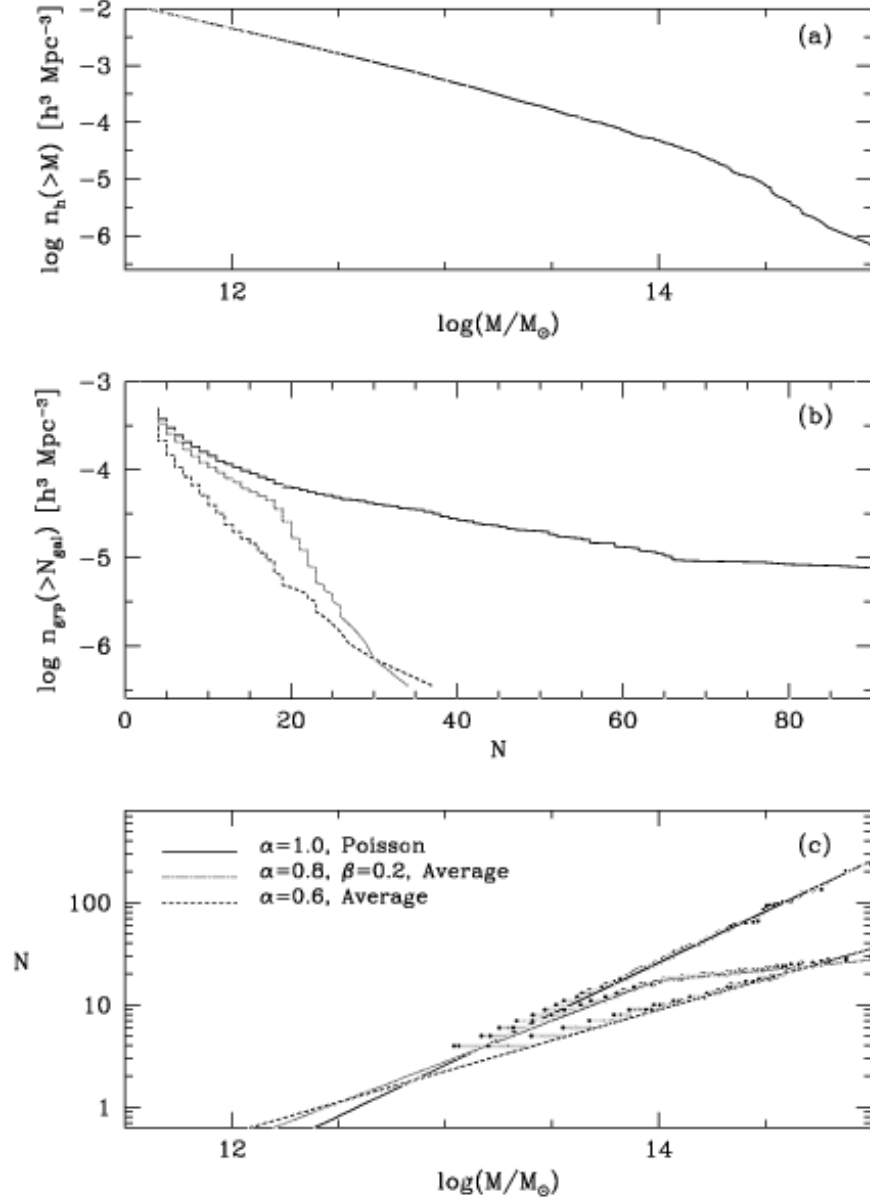 -2
(a)
-3
-4
-5
-6
log n_h(>M) [h³ Mpc⁻³]
12
14
log(M/M_⊙)
-3
(b)
-4
-5
-6
log n_grp(>N_gal) [h³ Mpc⁻³]
0
20
40
60
80
N
α=1.0, Poisson
(c)
α=0.8, β=0.2, Average
α=0.6, Average
100
N
10
1
12
14
log(M/M_⊙)